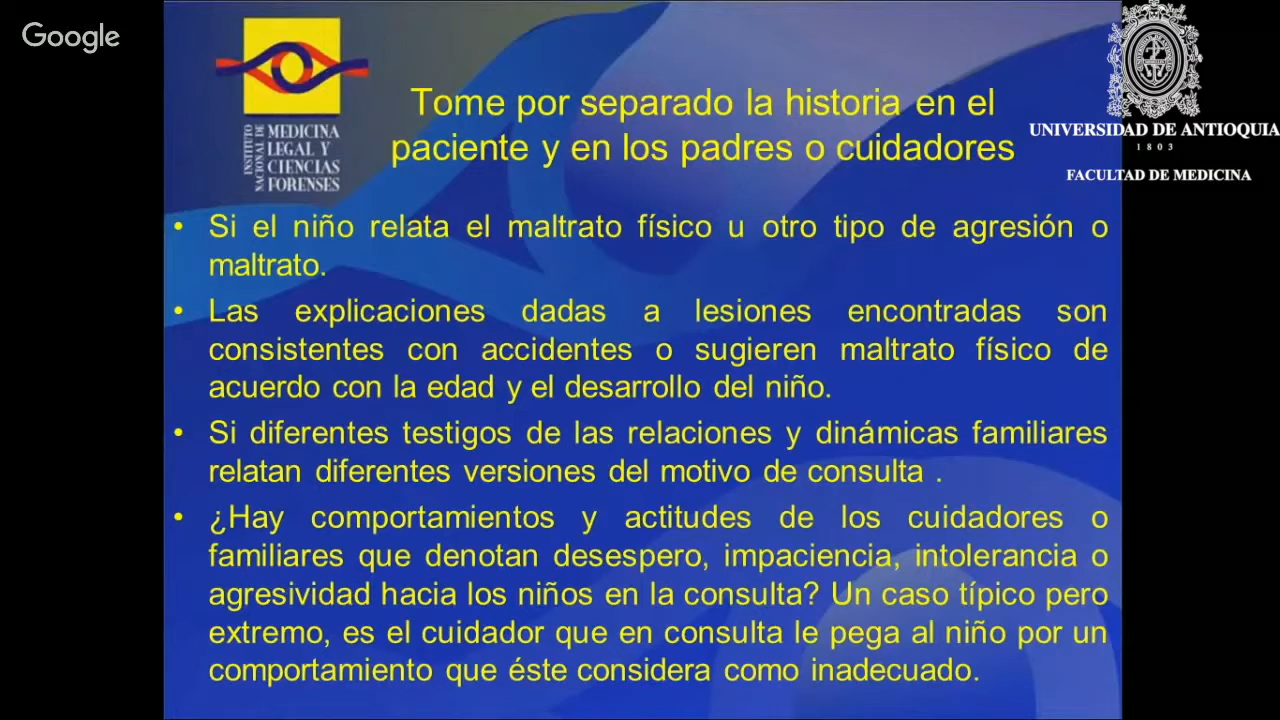 Google
INSTITUTO
NACIONAL DE
MEDICINA
LEGAL Y
CIENCIAS
FORENSES
Tome por separado la historia en el
paciente y en los padres o cuidadores
UNIVERSIDAD DE ANTIOQUIA
1803
FACULTAD DE MEDICINA
• Si el niño relata el maltrato físico u otro tipo de agresión o
maltrato.
• Las explicaciones dadas a lesiones encontradas son
consistentes con accidentes o sugieren maltrato físico de
acuerdo con la edad y el desarrollo del niño.
• Si diferentes testigos de las relaciones y dinámicas familiares
relatan diferentes versiones del motivo de consulta .
• ¿Hay comportamientos y actitudes de los cuidadores o
familiares que denotan desespero, impaciencia, intolerancia o
agresividad hacia los niños en la consulta? Un caso típico pero
extremo, es el cuidador que en consulta le pega al niño por un
comportamiento que éste considera como inadecuado.